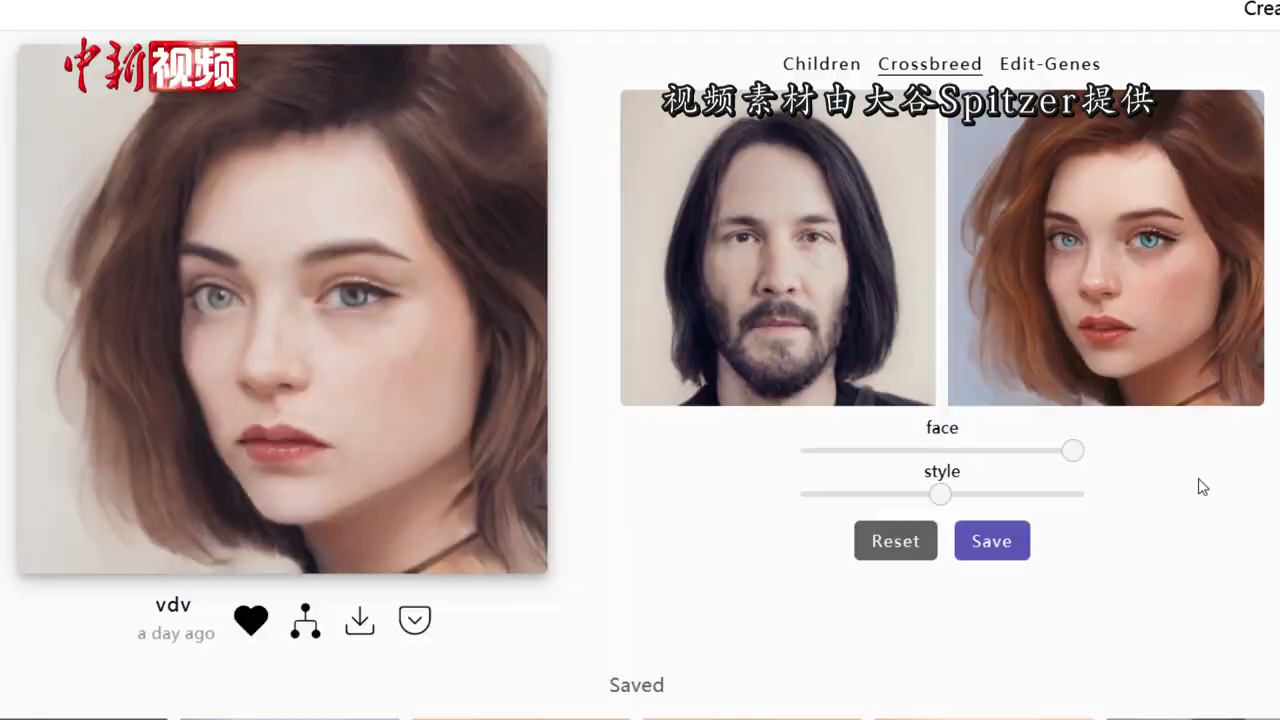 Crea
中新视频
Children Crossbreed Edit-Genes
视频素材由大谷Spitzer提供
face
style
Reset Save
vdv
a day ago
Saved